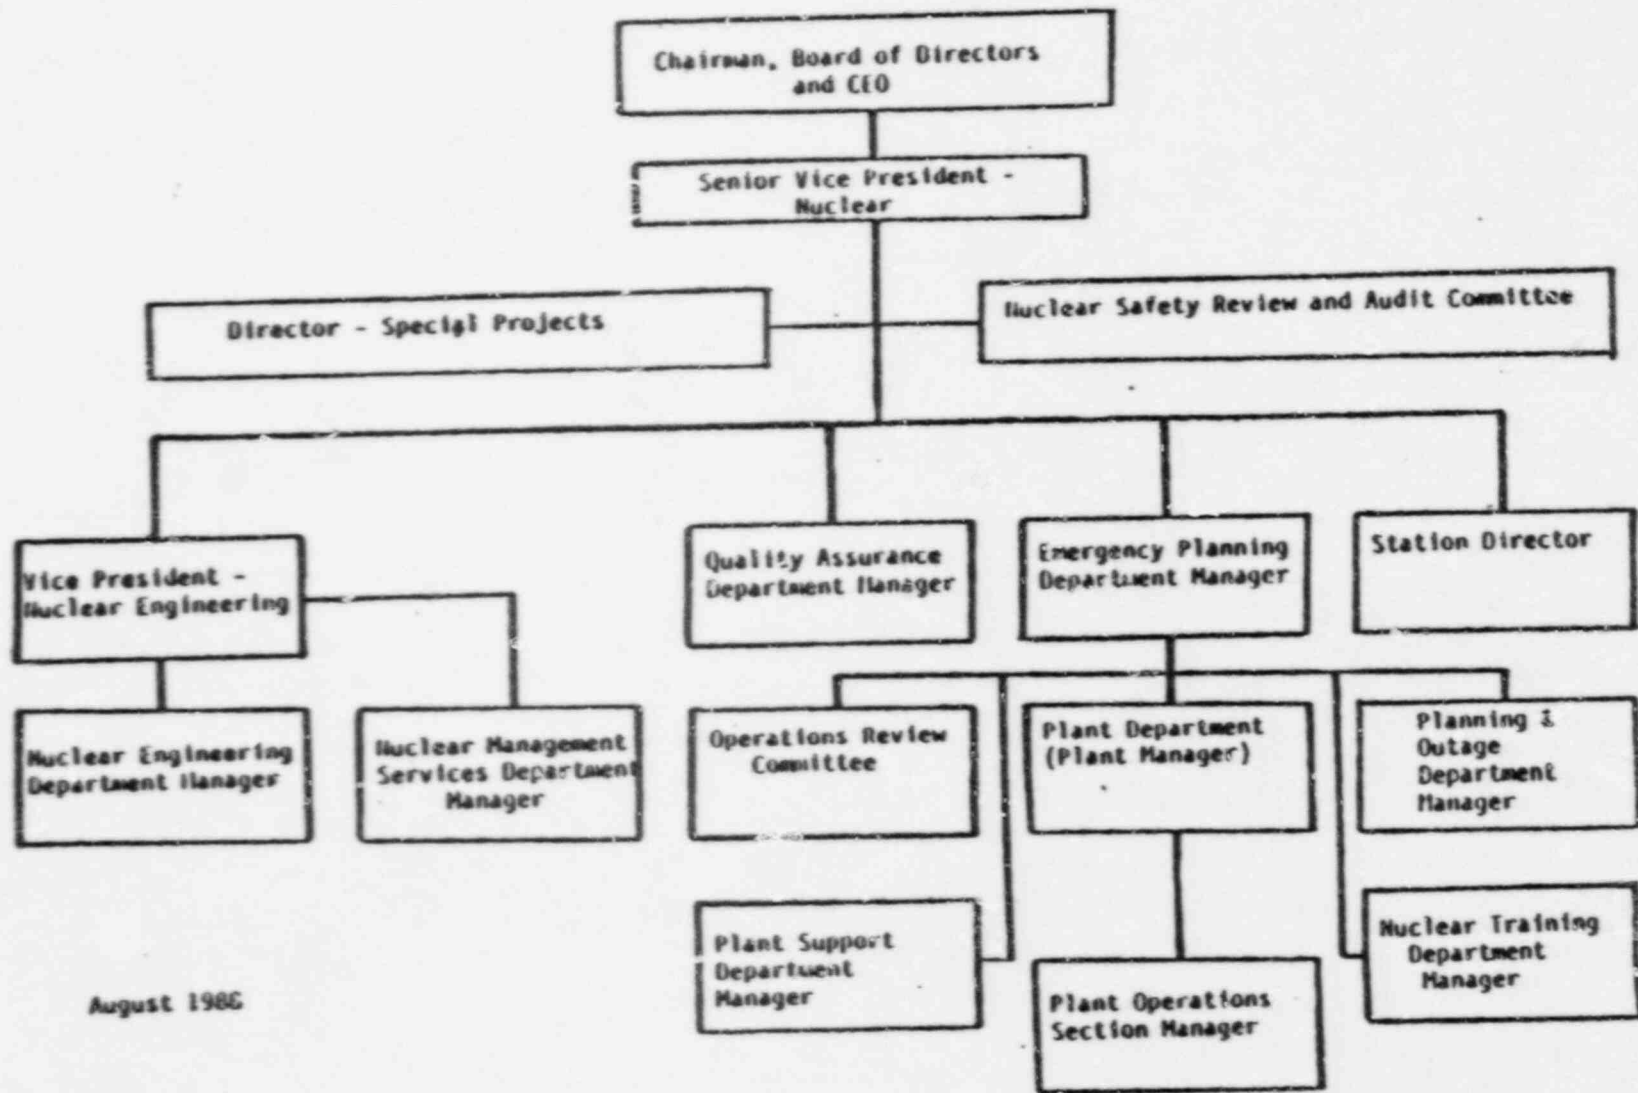 Chairman, Board of Directors
and CEO
Senior Vice President -
Nuclear
Director - Special Projects
Nuclear Safety Review and Audit Committee
Vice President -
Nuclear Engineering
Quality Assurance
Department Manager
Emergency Planning
Department Manager
Station Director
Nuclear Engineering
Department Manager
Nuclear Management
Services Department
Manager
Operations Review
Committee
Plant Department
(Plant Manager)
Planning &
Outage
Department
Manager
Plant Support
Department
Manager
Plant Operations
Section Manager
Nuclear Training
Department
Manager
August